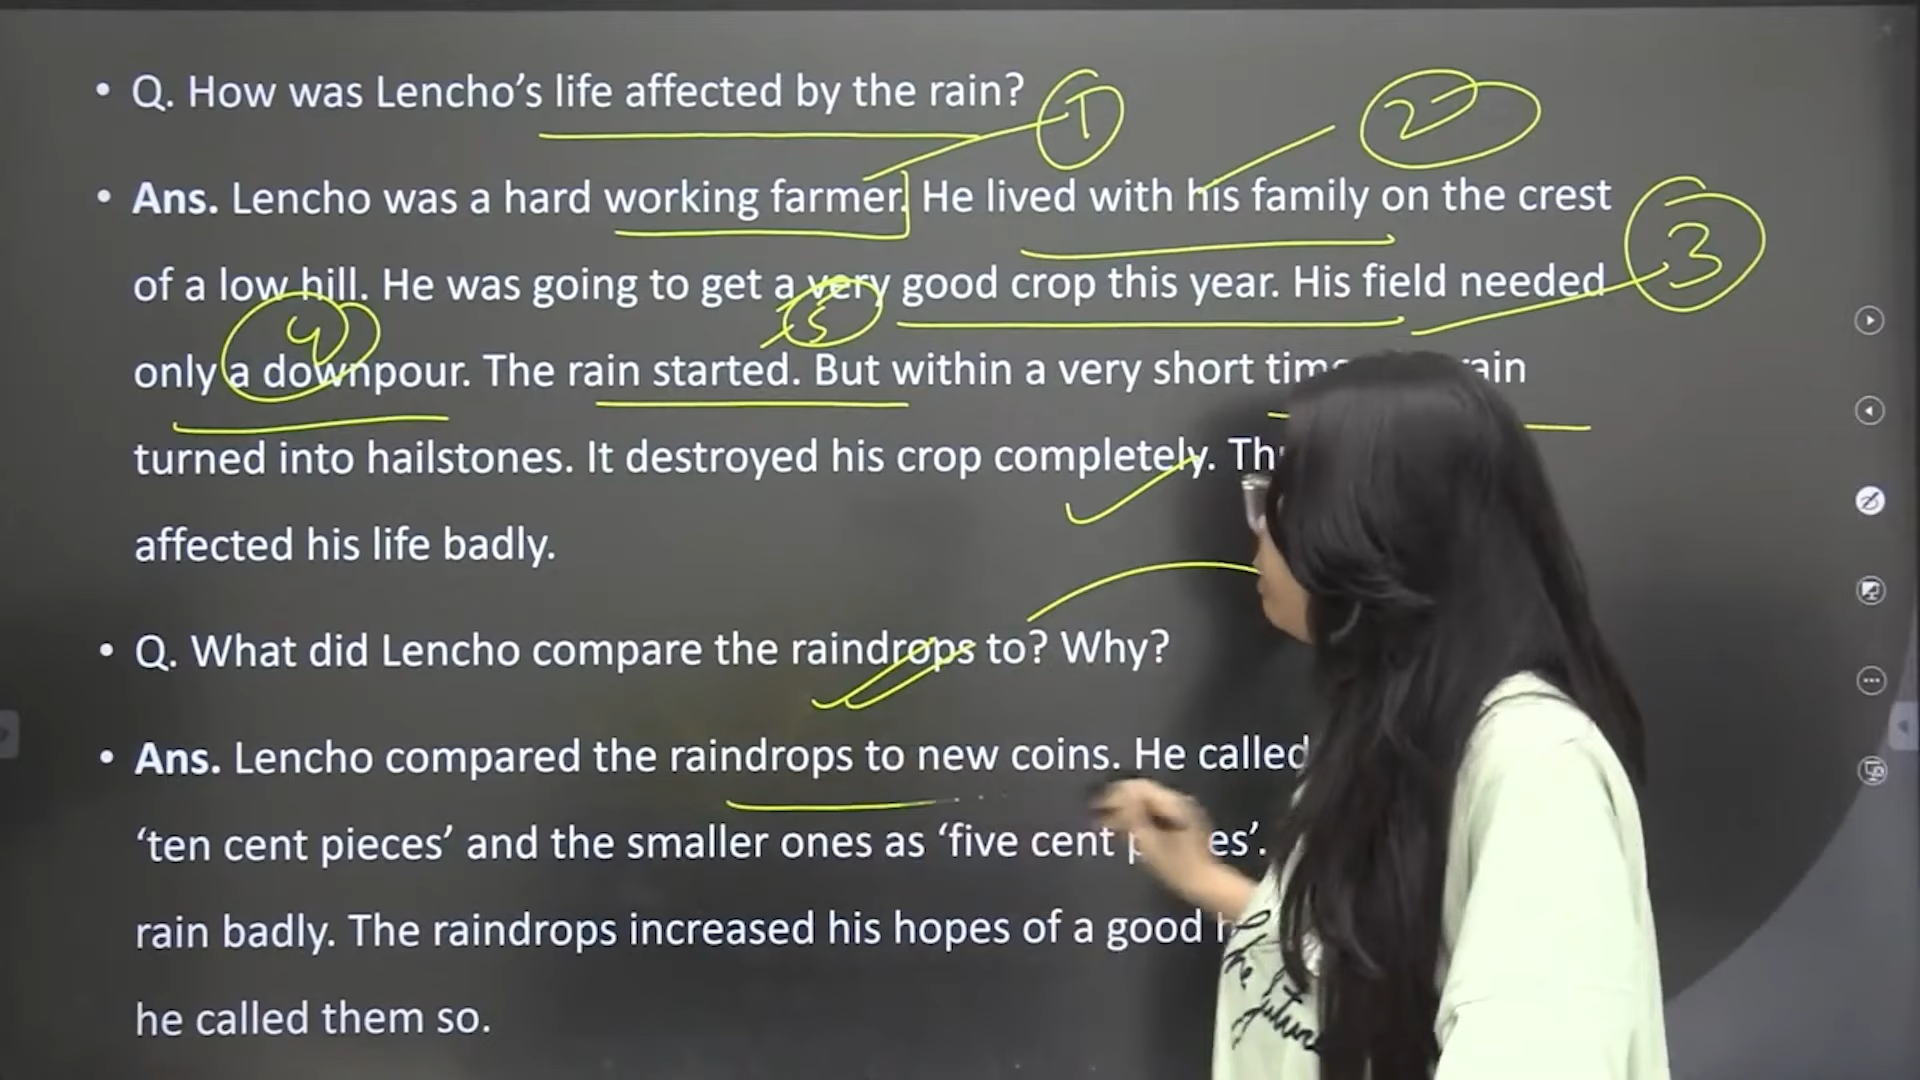 • Q. How was Lencho’s life affected by the rain?
1
2
• Ans. Lencho was a hard working farmer. He lived with his family on the crest
3
of a low hill. He was going to get a very good crop this year. His field needed
4
5
only a downpour. The rain started. But within a very short
turned into hailstones. It destroyed his crop completely.
affected his life badly.
• Q. What did Lencho compare the raindrops to? Why?
• Ans. Lencho compared the raindrops to new coins. He called
‘ten cent pieces’ and the smaller ones as ‘five cent
rain badly. The raindrops increased his hopes of a good
he called them so.